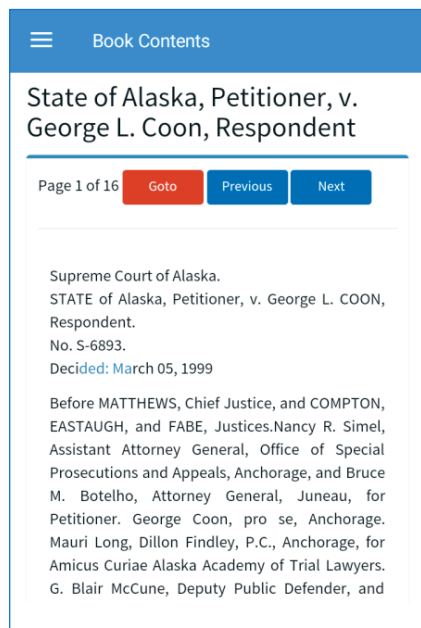 Book Contents
State of Alaska, Petitioner, v.
George L. Coon, Respondent
Page 1 of 16 Goto Previous Next
Supreme Court of Alaska.
STATE of Alaska, Petitioner, v. George L. COON,
Respondent.
No. S-6893.
Decided: March 05, 1999
Before MATTHEWS, Chief Justice, and COMPTON,
EASTAUGH, and FABE, Justices.Nancy R. Simel,
Assistant Attorney General, Office of Special
Prosecutions and Appeals, Anchorage, and Bruce
M. Botelho, Attorney General, Juneau, for
Petitioner. George Coon, pro se, Anchorage.
Mauri Long, Dillon Findley, P.C., Anchorage, for
Amicus Curiae Alaska Academy of Trial Lawyers.
G. Blair McCune, Deputy Public Defender, and